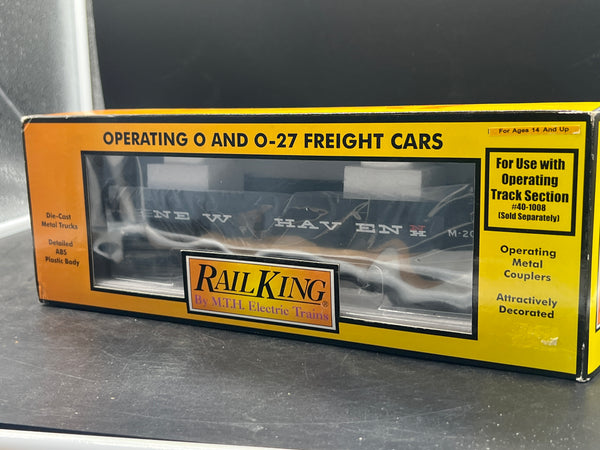 For Ages 14 And Up
OPERATING O AND O-27 FREIGHT CARS
For Use with
Operating
Track Section
#40-1008
(Sold Separately)
Die-Cast
Metal Trucks
Detailed
ABS
Plastic Body
NEW HAVEN
M-20
Operating
Metal
Couplers
Attractively
Decorated
RAILKING®
By M.T.H. Electric Trains